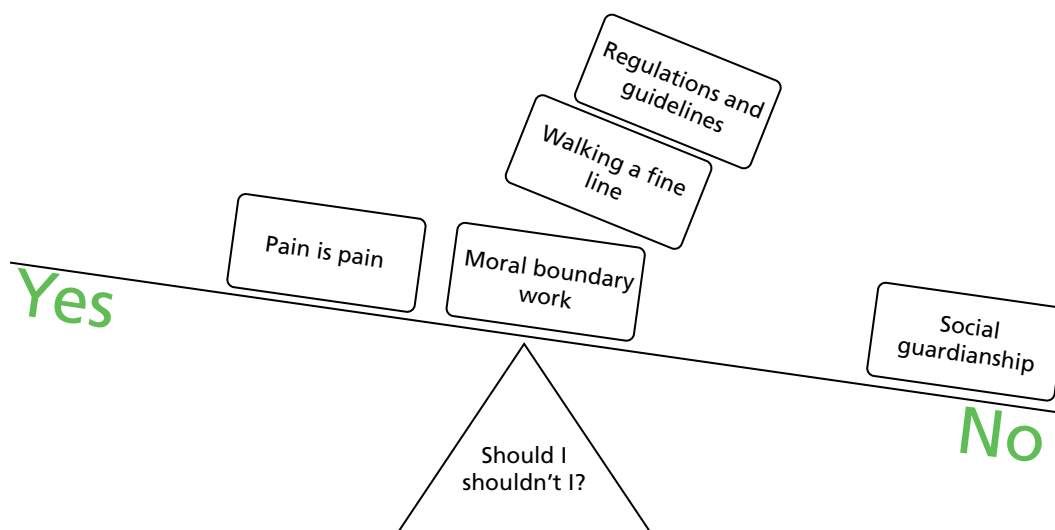 Regulations and
guidelines
Walking a fine
line
Pain is pain
Moral boundary
work
Social
guardianship
Yes
No
Should I
shouldn’t I?